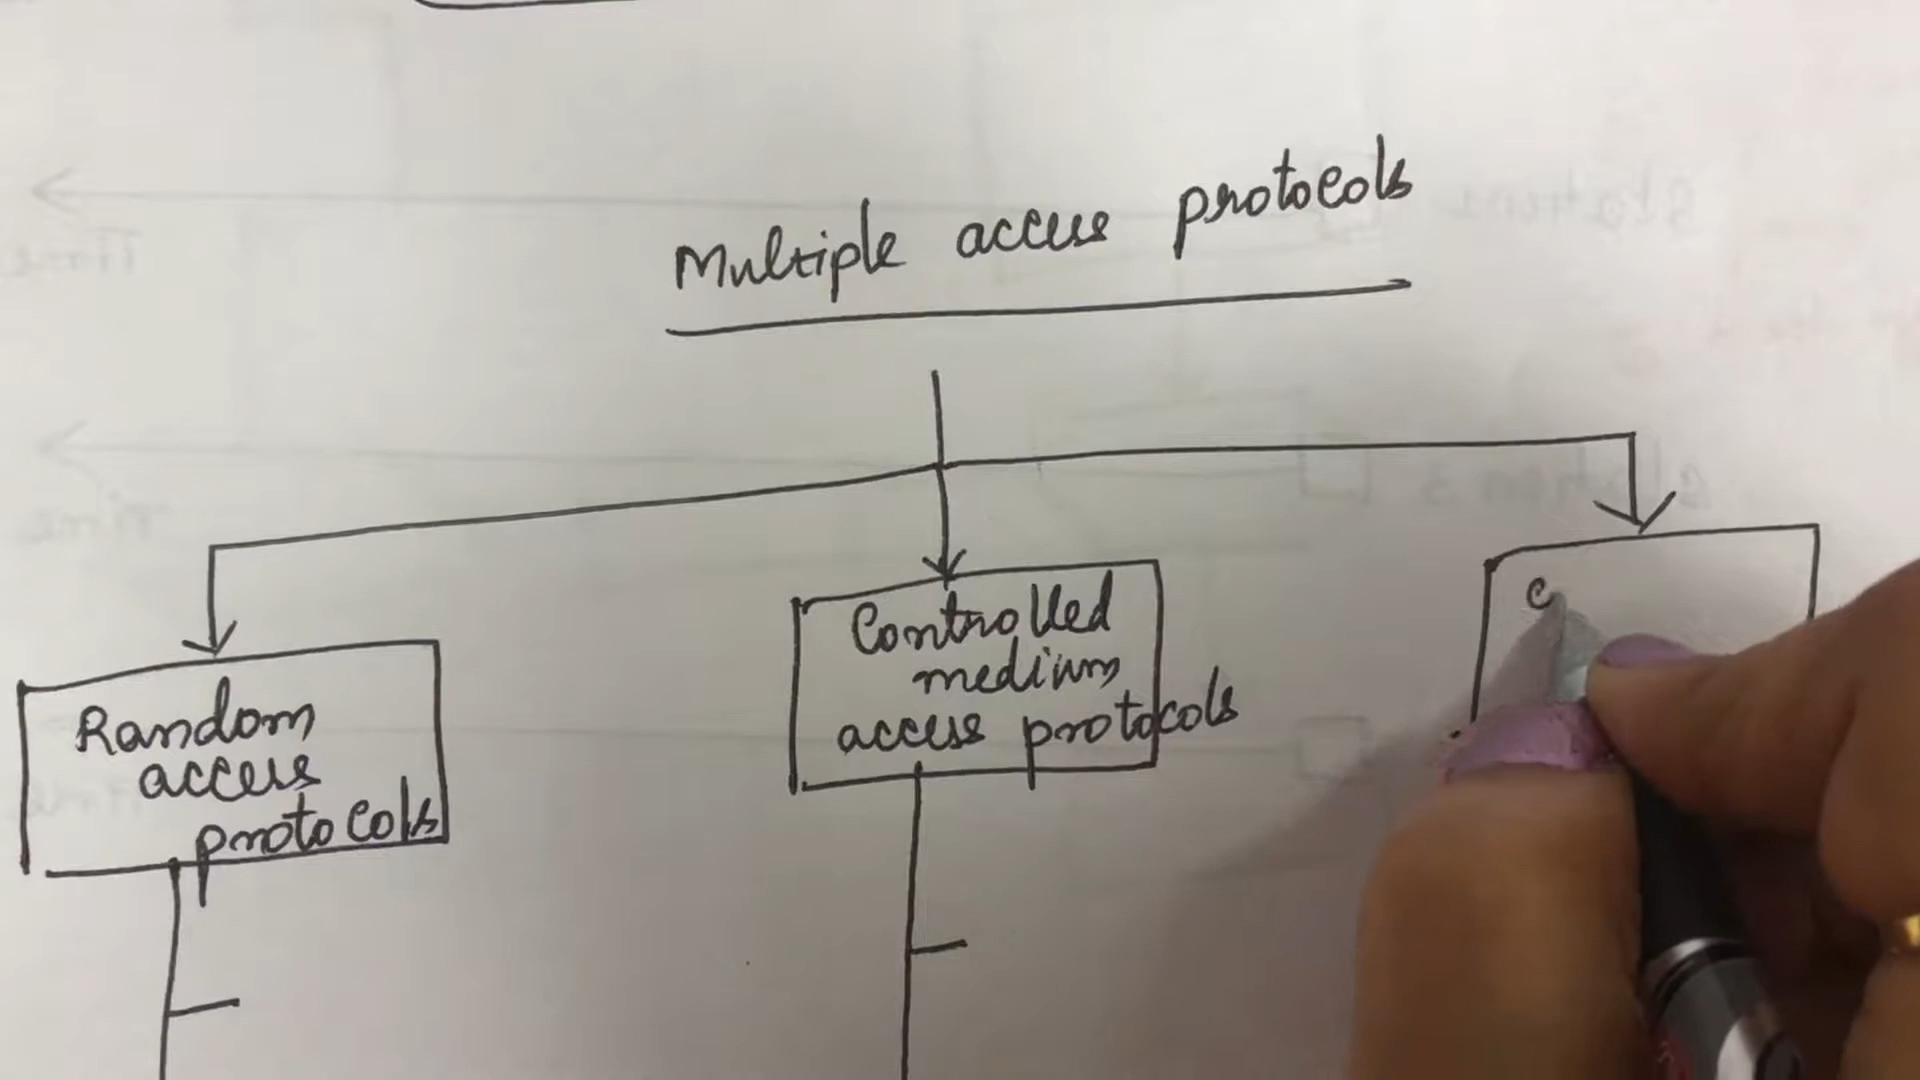 Multiple access protocols
Random
access
protocols
Controlled
medium
access protocols
C